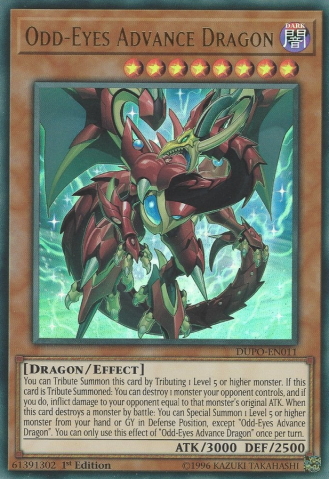 ODD-EYES ADVANCE DRAGON
DARK
闇
DUPO-EN011
[Dragon/Effect]
You can Tribute Summon this card by Tributing 1 Level 5 or higher monster. If this
card is Tribute Summoned: You can destroy 1 monster your opponent controls, and if
you do, inflict damage to your opponent equal to that monster's original ATK. When
this card destroys a monster by battle: You can Special Summon 1 Level 5 or higher
monster from your hand or GY in Defense Position, except "Odd-Eyes Advance
Dragon". You can only use this effect of "Odd-Eyes Advance Dragon" once per turn.
ATK/3000 DEF/2500
61391302 1st Edition ©1996 KAZUKI TAKAHASHI